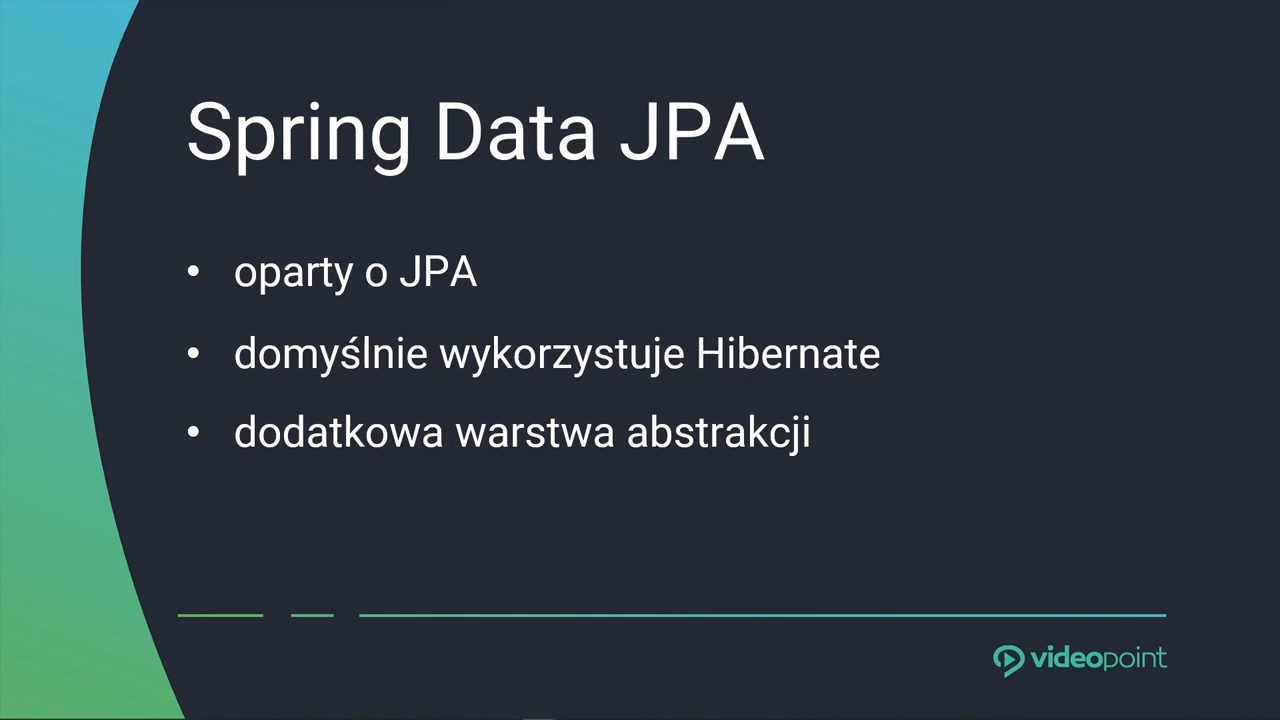 Spring Data JPA
• oparty o JPA
• domyślnie wykorzystuje Hibernate
• dodatkowa warstwa abstrakcji
videopoint